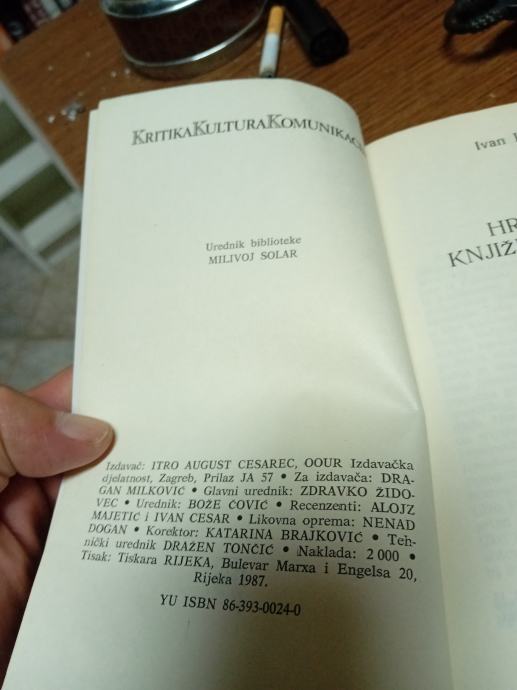 KRITIKAKULTURAKOMUNIKACI
Urednik biblioteke
MILIVOJ SOLAR
Izdavač: ITRO AUGUST CESAREC, OOUR Izdavačka
djelatnost, Zagreb, Prilaz JA 57 • Za izdavača: DRA-
GAN MILKOVIĆ • Glavni urednik: ZDRAVKO ŽIDO-
VEC • Urednik: BOŽE ČOVIĆ • Recenzenti: ALOJZ
MAJETIĆ i IVAN CESAR • Likovna oprema: NENAD
DOGAN • Korektor: KATARINA BRAJKOVIĆ • Teh-
nički urednik DRAŽEN TONČIĆ • Naklada: 2 000 •
Tisak: Tiskara RIJEKA, Bulevar Marxa i Engelsa 20,
Rijeka 1987.
YU ISBN 86-393-0024-0
Ivan
HR
KNJIŽ